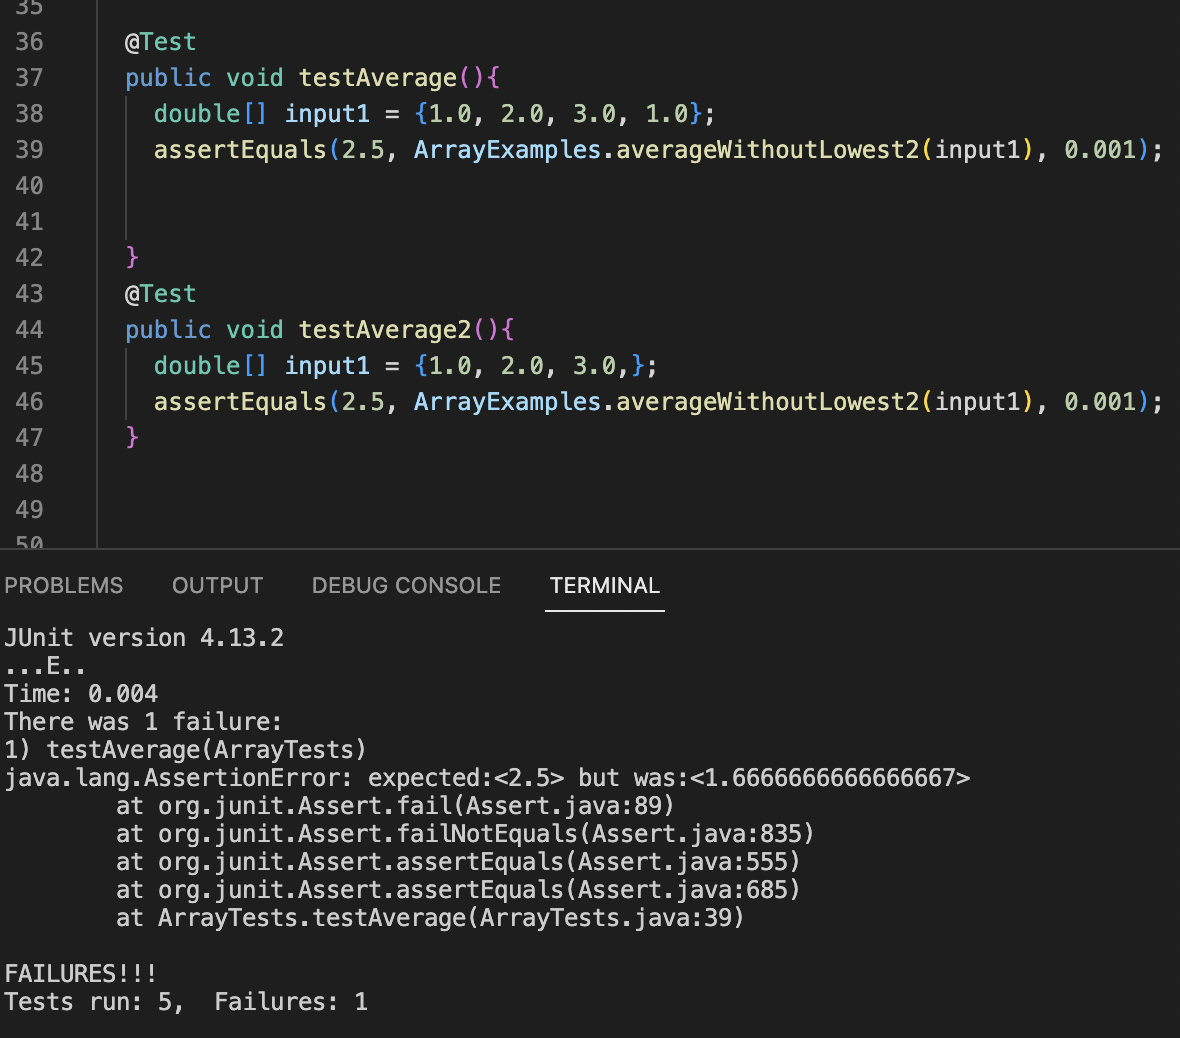 35
36 @Test
37 public void testAverage(){
38 double[] input1 = {1.0, 2.0, 3.0, 1.0};
39 assertEquals(2.5, ArrayExamples.averageWithoutLowest2(input1), 0.001);
40
41
42 }
43 @Test
44 public void testAverage2(){
45 double[] input1 = {1.0, 2.0, 3.0,};
46 assertEquals(2.5, ArrayExamples.averageWithoutLowest2(input1), 0.001);
47 }
48
49
50
PROBLEMS OUTPUT DEBUG CONSOLE TERMINAL
JUnit version 4.13.2
...E..
Time: 0.004
There was 1 failure:
1) testAverage(ArrayTests)
java.lang.AssertionError: expected:<2.5> but was:<1.6666666666666667>
at org.junit.Assert.fail(Assert.java:89)
at org.junit.Assert.failNotEquals(Assert.java:835)
at org.junit.Assert.assertEquals(Assert.java:555)
at org.junit.Assert.assertEquals(Assert.java:685)
at ArrayTests.testAverage(ArrayTests.java:39)
FAILURES!!!
Tests run: 5,  Failures: 1